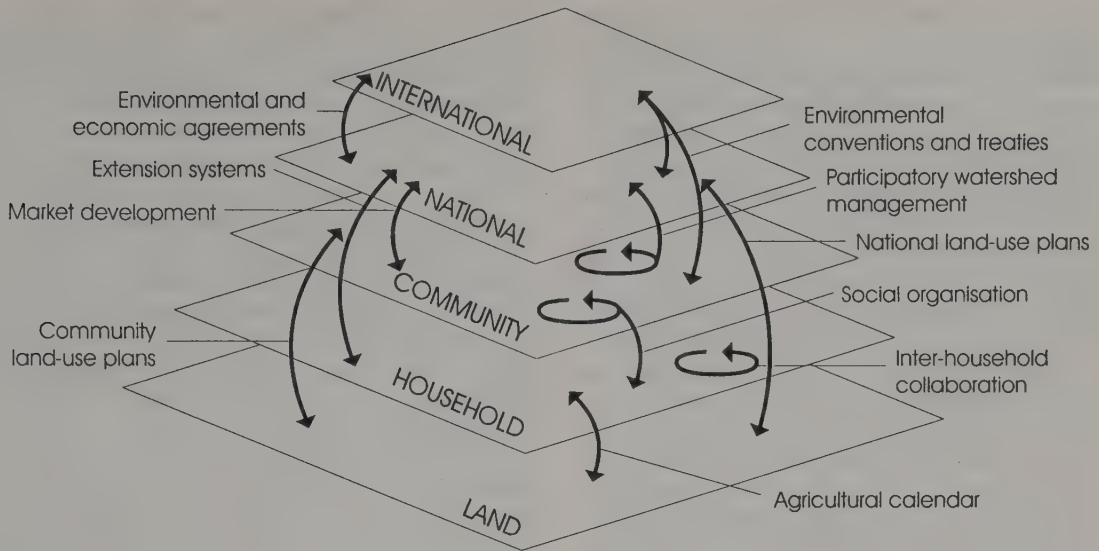 Environmental and
economic agreements
Extension systems
Market development
Community
land-use plans
INTERNATIONAL
NATIONAL
COMMUNITY
HOUSEHOLD
LAND
Environmental
conventions and treaties
Participatory watershed
management
National land-use plans
Social organisation
Inter-household
collaboration
Agricultural calendar